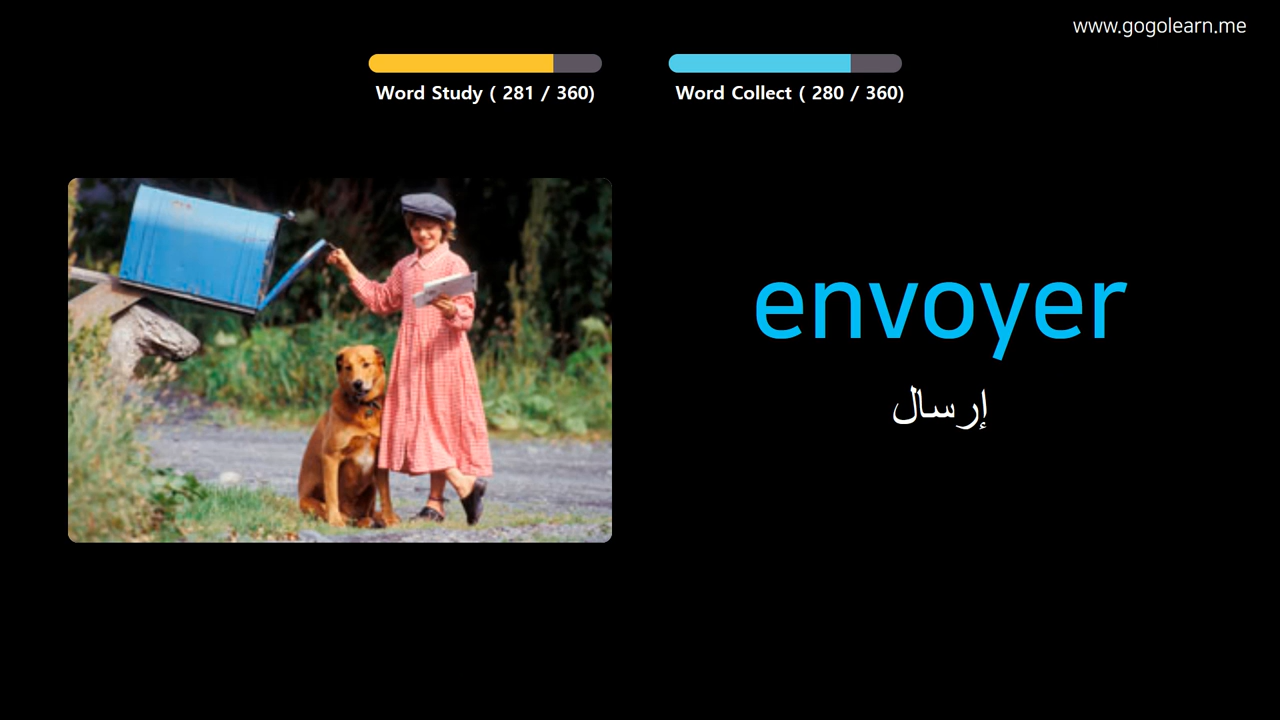 www.gogolearn.me
Word Study ( 281 / 360)
Word Collect ( 280 / 360)
envoyer
إرسال